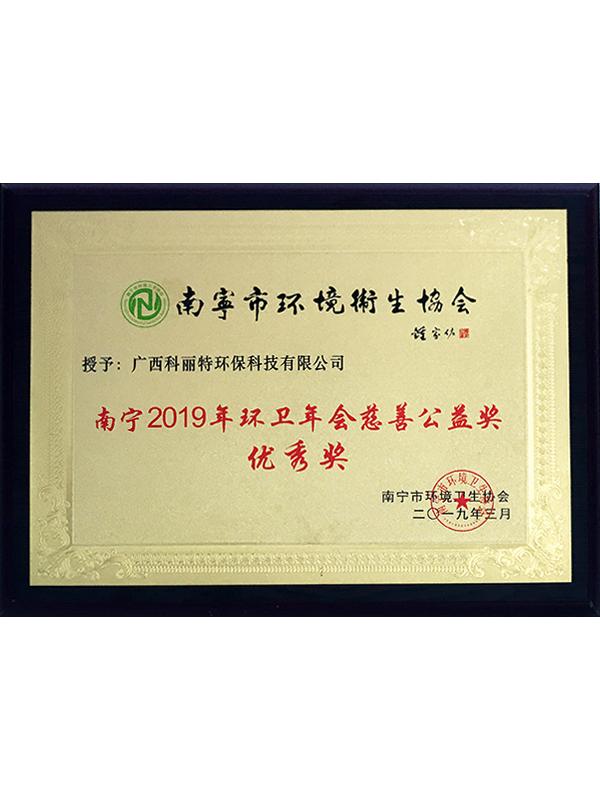 南寧市环境衛生協会
授予：广西科丽特环保科技有限公司
南宁2019年环卫年会慈善公益奖
优秀奖
南宁市环境卫生协会
二〇一九年三月